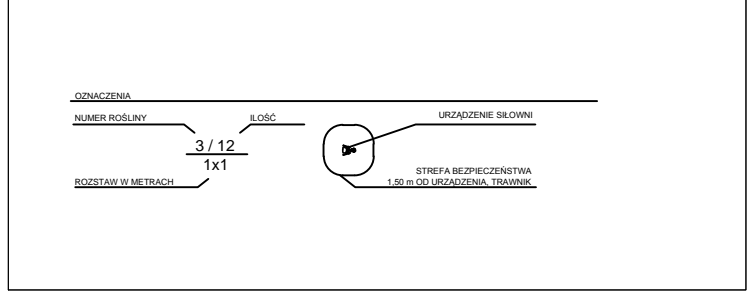 OZNACZENIA
NUMER ROŚLINY
ILOŚĆ
3 / 12
1x1
ROZSTAW W METRACH
URZĄDZENIE SIŁOWNI
STREFA BEZPIECZEŃSTWA
1,50 m OD URZĄDZENIA, TRAWNIK